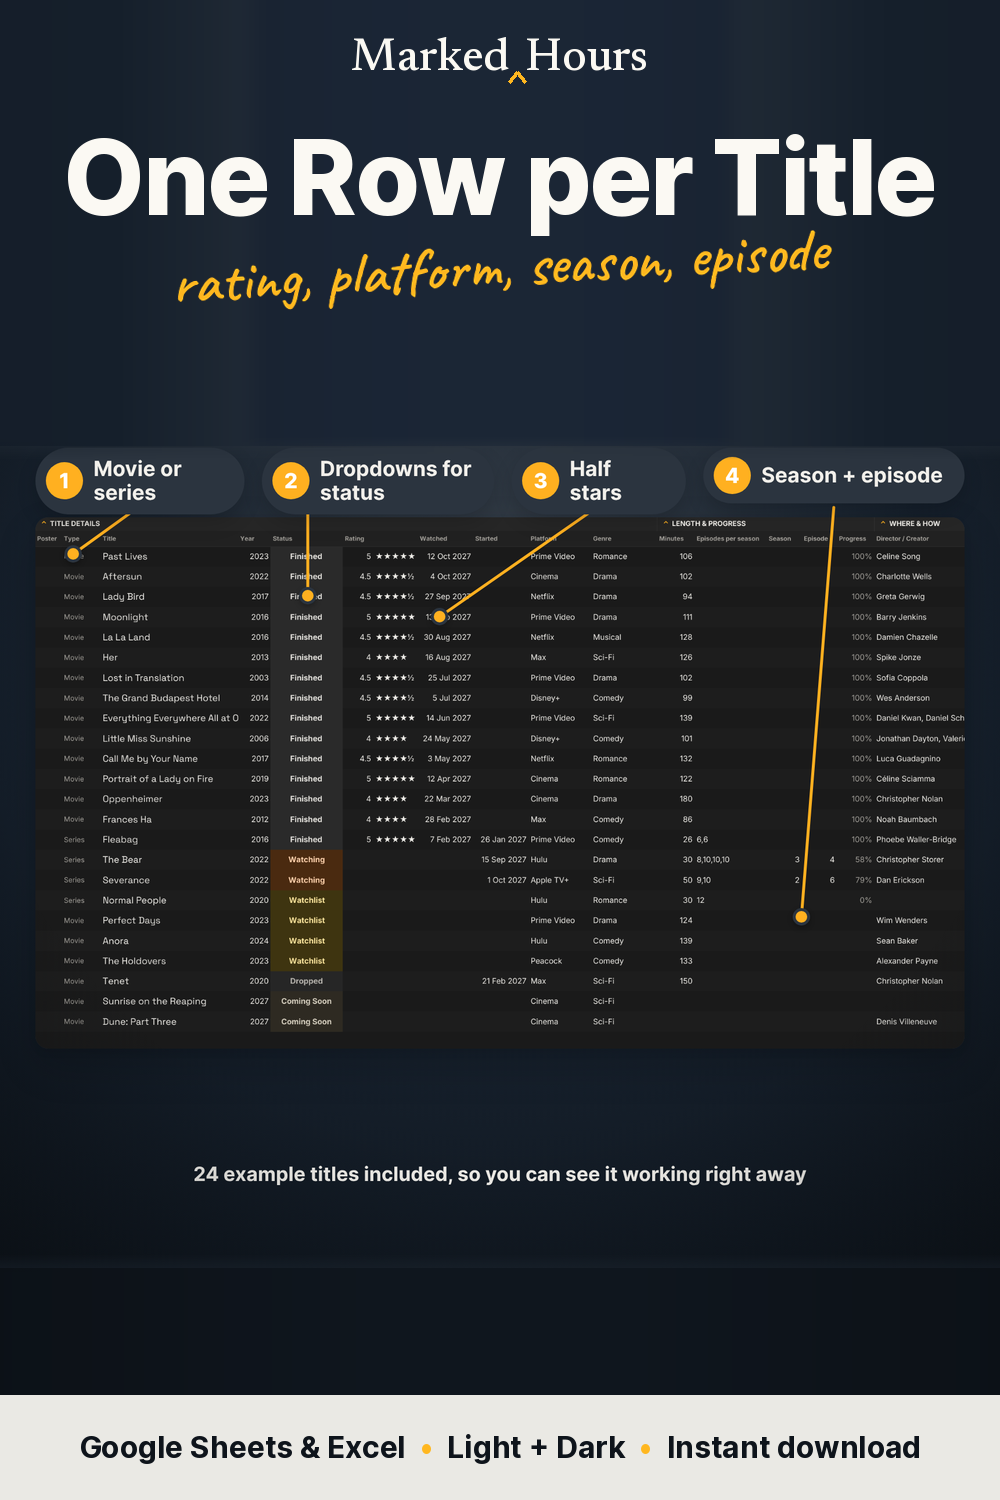 Marked Hours
One Row per Title
rating, platform, season, episode
1 Movie or series
2 Dropdowns for status
3 Half stars
4 Season + episode
TITLE DETAILS LENGTH & PROGRESS WHERE & HOW
Poster Type Title Year Status Rating Watched Started Platform Genre Minutes Episodes per season Season Episode Progress Director / Creator
Past Lives 2023 Finished 5 ★★★★★ 12 Oct 2027 Prime Video Romance 106 100% Celine Song
Movie Aftersun 2022 Finished 4.5 ★★★★½ 4 Oct 2027 Cinema Drama 102 100% Charlotte Wells
Movie Lady Bird 2017 4.5 ★★★★½ 27 Sep 2027 Netflix Drama 94 100% Greta Gerwig
Movie Moonlight 2016 Finished 5 ★★★★★ 2027 Prime Video Drama 111 100% Barry Jenkins
Movie La La Land 2016 Finished 4.5 ★★★★½ 30 Aug 2027 Netflix Musical 128 100% Damien Chazelle
Movie Her 2013 Finished 4 ★★★★ 16 Aug 2027 Max Sci-Fi 126 100% Spike Jonze
Movie Lost in Translation 2003 Finished 4.5 ★★★★½ 25 Jul 2027 Prime Video Drama 102 100% Sofia Coppola
Movie The Grand Budapest Hotel 2014 Finished 4.5 ★★★★½ 5 Jul 2027 Disney+ Comedy 99 100% Wes Anderson
Movie Everything Everywhere All at O 2022 Finished 5 ★★★★★ 14 Jun 2027 Prime Video Sci-Fi 139 100% Daniel Kwan, Daniel Sch
Movie Little Miss Sunshine 2006 Finished 4 ★★★★ 24 May 2027 Disney+ Comedy 101 100% Jonathan Dayton, Valeri
Movie Call Me by Your Name 2017 Finished 4.5 ★★★★½ 3 May 2027 Netflix Romance 132 100% Luca Guadagnino
Movie Portrait of a Lady on Fire 2019 Finished 5 ★★★★★ 12 Apr 2027 Cinema Romance 122 100% Céline Sciamma
Movie Oppenheimer 2023 Finished 4 ★★★★ 22 Mar 2027 Cinema Drama 180 100% Christopher Nolan
Movie Frances Ha 2012 Finished 4 ★★★★ 28 Feb 2027 Max Comedy 86 100% Noah Baumbach
Series Fleabag 2016 Finished 5 ★★★★★ 7 Feb 2027 26 Jan 2027 Prime Video Comedy 26 6,6 100% Phoebe Waller-Bridge
Series The Bear 2022 Watching 15 Sep 2027 Hulu Drama 30 8,10,10,10 3 4 58% Christopher Storer
Series Severance 2022 Watching 1 Oct 2027 Apple TV+ Sci-Fi 50 9,10 2 6 79% Dan Erickson
Series Normal People 2020 Watchlist Hulu Romance 30 12 0%
Movie Perfect Days 2023 Watchlist Prime Video Drama 124 Wim Wenders
Movie Anora 2024 Watchlist Hulu Comedy 139 Sean Baker
Movie The Holdovers 2023 Watchlist Peacock Comedy 133 Alexander Payne
Movie Tenet 2020 Dropped 21 Feb 2027 Max Sci-Fi 150 Christopher Nolan
Movie Sunrise on the Reaping 2027 Coming Soon Cinema Sci-Fi
Movie Dune: Part Three 2027 Coming Soon Cinema Sci-Fi Denis Villeneuve
24 example titles included, so you can see it working right away
Google Sheets & Excel • Light + Dark • Instant download